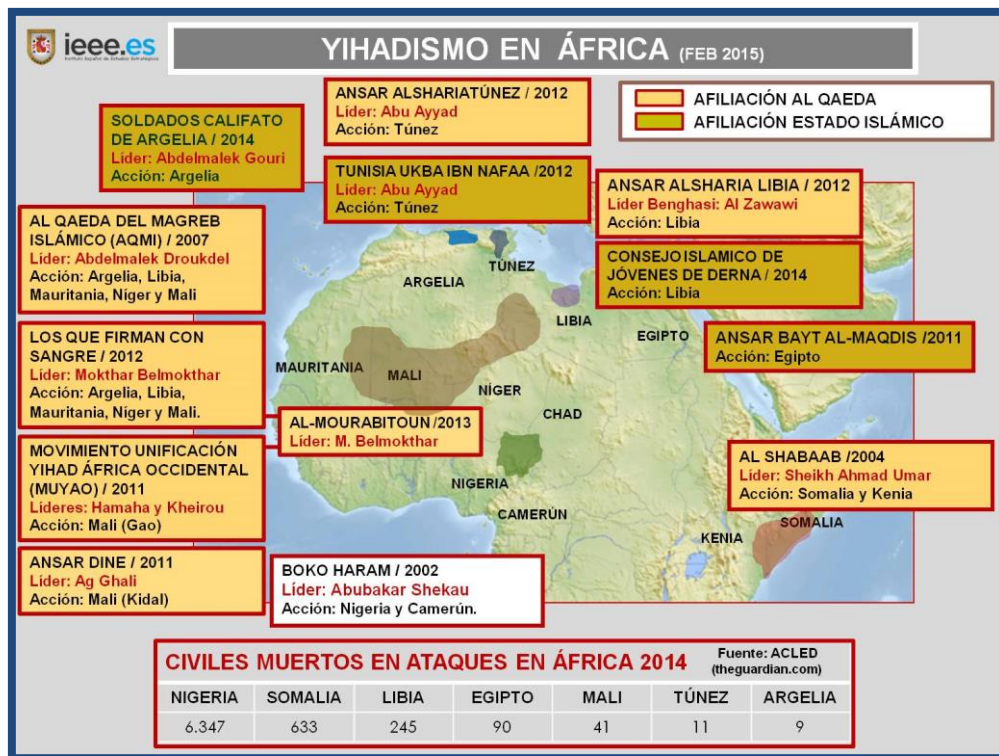 ieee.es
Instituto Español de Estudios Estratégicos
YIHADISMO EN ÁFRICA (FEB 2015)
AFILIACIÓN AL QAEDA
AFILIACIÓN ESTADO ISLÁMICO
ANSAR ALSHARIATÚNEZ / 2012
Líder: Abu Ayyad
Acción: Túnez
SOLDADOS CALIFATO
DE ARGELIA / 2014
Líder: Abdelmalek Gouri
Acción: Argelia
TUNISIA UKBA IBN NAFAA /2012
Líder: Abu Ayyad
Acción: Túnez
ANSAR ALSHARIA LIBIA / 2012
Líder Benghasi: Al Zawawi
Acción: Libia
AL QAEDA DEL MAGREB
ISLÁMICO (AQMI) / 2007
Líder: Abdelmalek Droukdel
Acción: Argelia, Libia,
Mauritania, Níger y Mali
CONSEJO ISLAMICO DE
JÓVENES DE DERNA / 2014
Acción: Libia
ANSAR BAYT AL-MAQDIS /2011
Acción: Egipto
LOS QUE FIRMAN CON
SANGRE / 2012
Líder: Mokthar Belmokthar
Acción: Argelia, Libia,
Mauritania, Níger y Mali.
AL-MOURABITOUN /2013
Líder: M. Belmokthar
MOVIMIENTO UNIFICACIÓN
YIHAD ÁFRICA OCCIDENTAL
(MUYAO) / 2011
Líderes: Hamaha y Kheirou
Acción: Mali (Gao)
AL SHABAAB /2004
Líder: Sheikh Ahmad Umar
Acción: Somalia y Kenia
ANSAR DINE / 2011
Líder: Ag Ghali
Acción: Mali (Kidal)
BOKO HARAM / 2002
Líder: Abubakar Shekau
Acción: Nigeria y Camerún.
TÚNEZ
ARGELIA
LIBIA
EGIPTO
MAURITANIA
MALI
NÍGER
CHAD
NIGERIA
CAMERÚN
KENIA
SOMALIA
CIVILES MUERTOS EN ATAQUES EN ÁFRICA 2014
Fuente: ACLED
(theguardian.com)
NIGERIA SOMALIA LIBIA EGIPTO MALI TÚNEZ ARGELIA
6.347 633 245 90 41 11 9